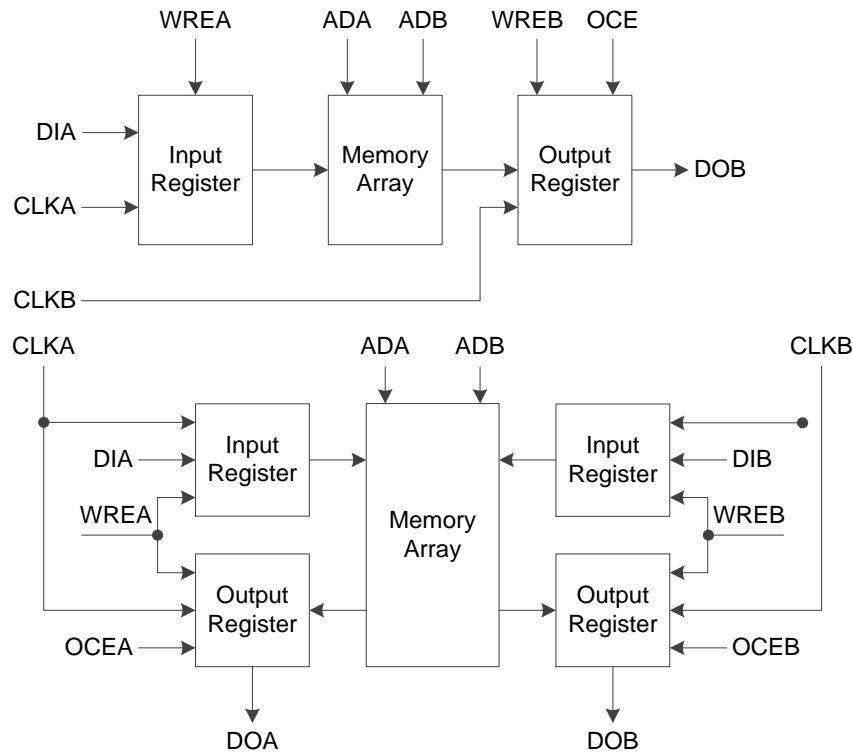 WREA ADA ADB WREB OCE
DIA
Input
Register
Memory
Array
Output
Register
DOB
CLKA
CLKB
CLKA ADA ADB CLKB
Input
Register
Input
Register
DIA DIB
WREA WREB
Memory
Array
Output
Register
Output
Register
OCEA OCEB
DOA DOB